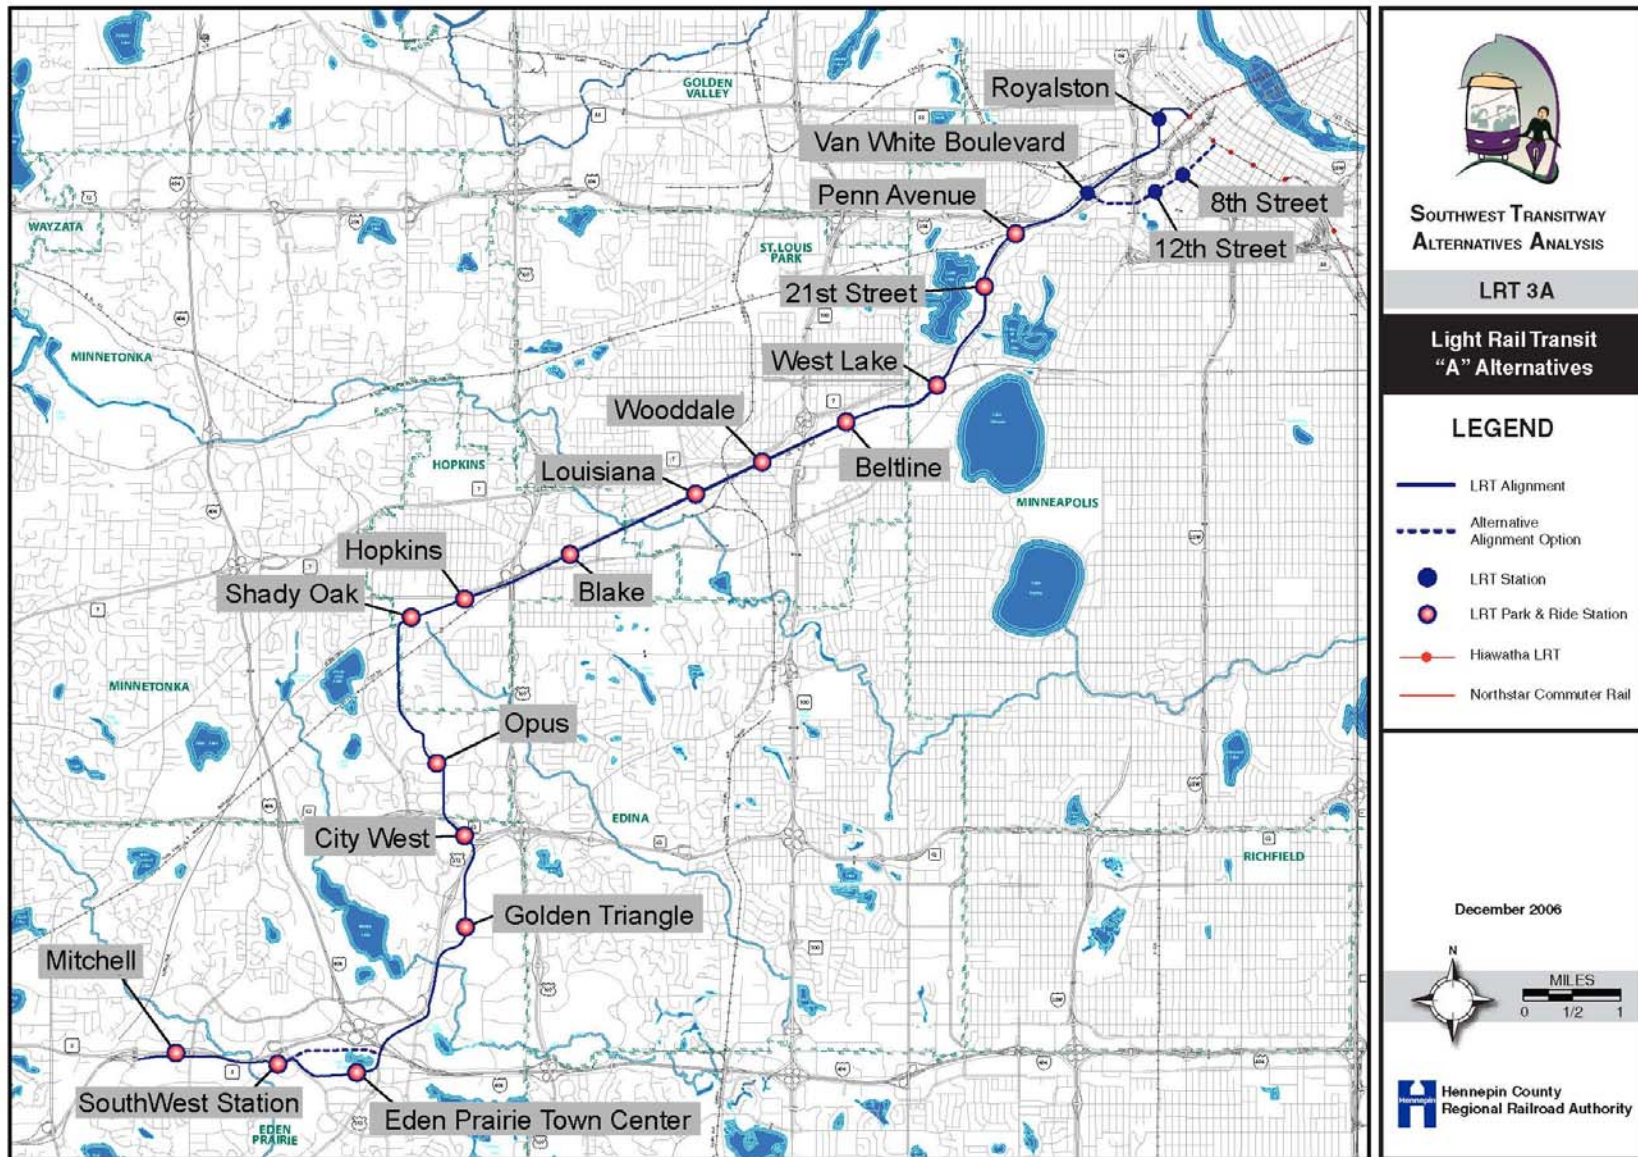 GOLDEN
VALLEY
Royalston
Van White Boulevard
Penn Avenue
8th Street
12th Street
WAYZATA
ST. LOUIS
PARK
21st Street
MINNETONKA
West Lake
Wooddale
Beltline
HOPKINS
Louisiana
MINNEAPOLIS
Hopkins
Blake
Shady Oak
MINNETONKA
Opus
City West
EDINA
RICHFIELD
Golden Triangle
Mitchell
SouthWest Station
Eden Prairie Town Center
EDEN
PRAIRIE
SOUTHWEST TRANSITWAY
ALTERNATIVES ANALYSIS
LRT 3A
Light Rail Transit
“A” Alternatives
LEGEND
LRT Alignment
Alternative
Alignment Option
LRT Station
LRT Park & Ride Station
Hiawatha LRT
Northstar Commuter Rail
December 2006
N
MILES
0 1/2 1
Hennepin
Hennepin County
Regional Railroad Authority